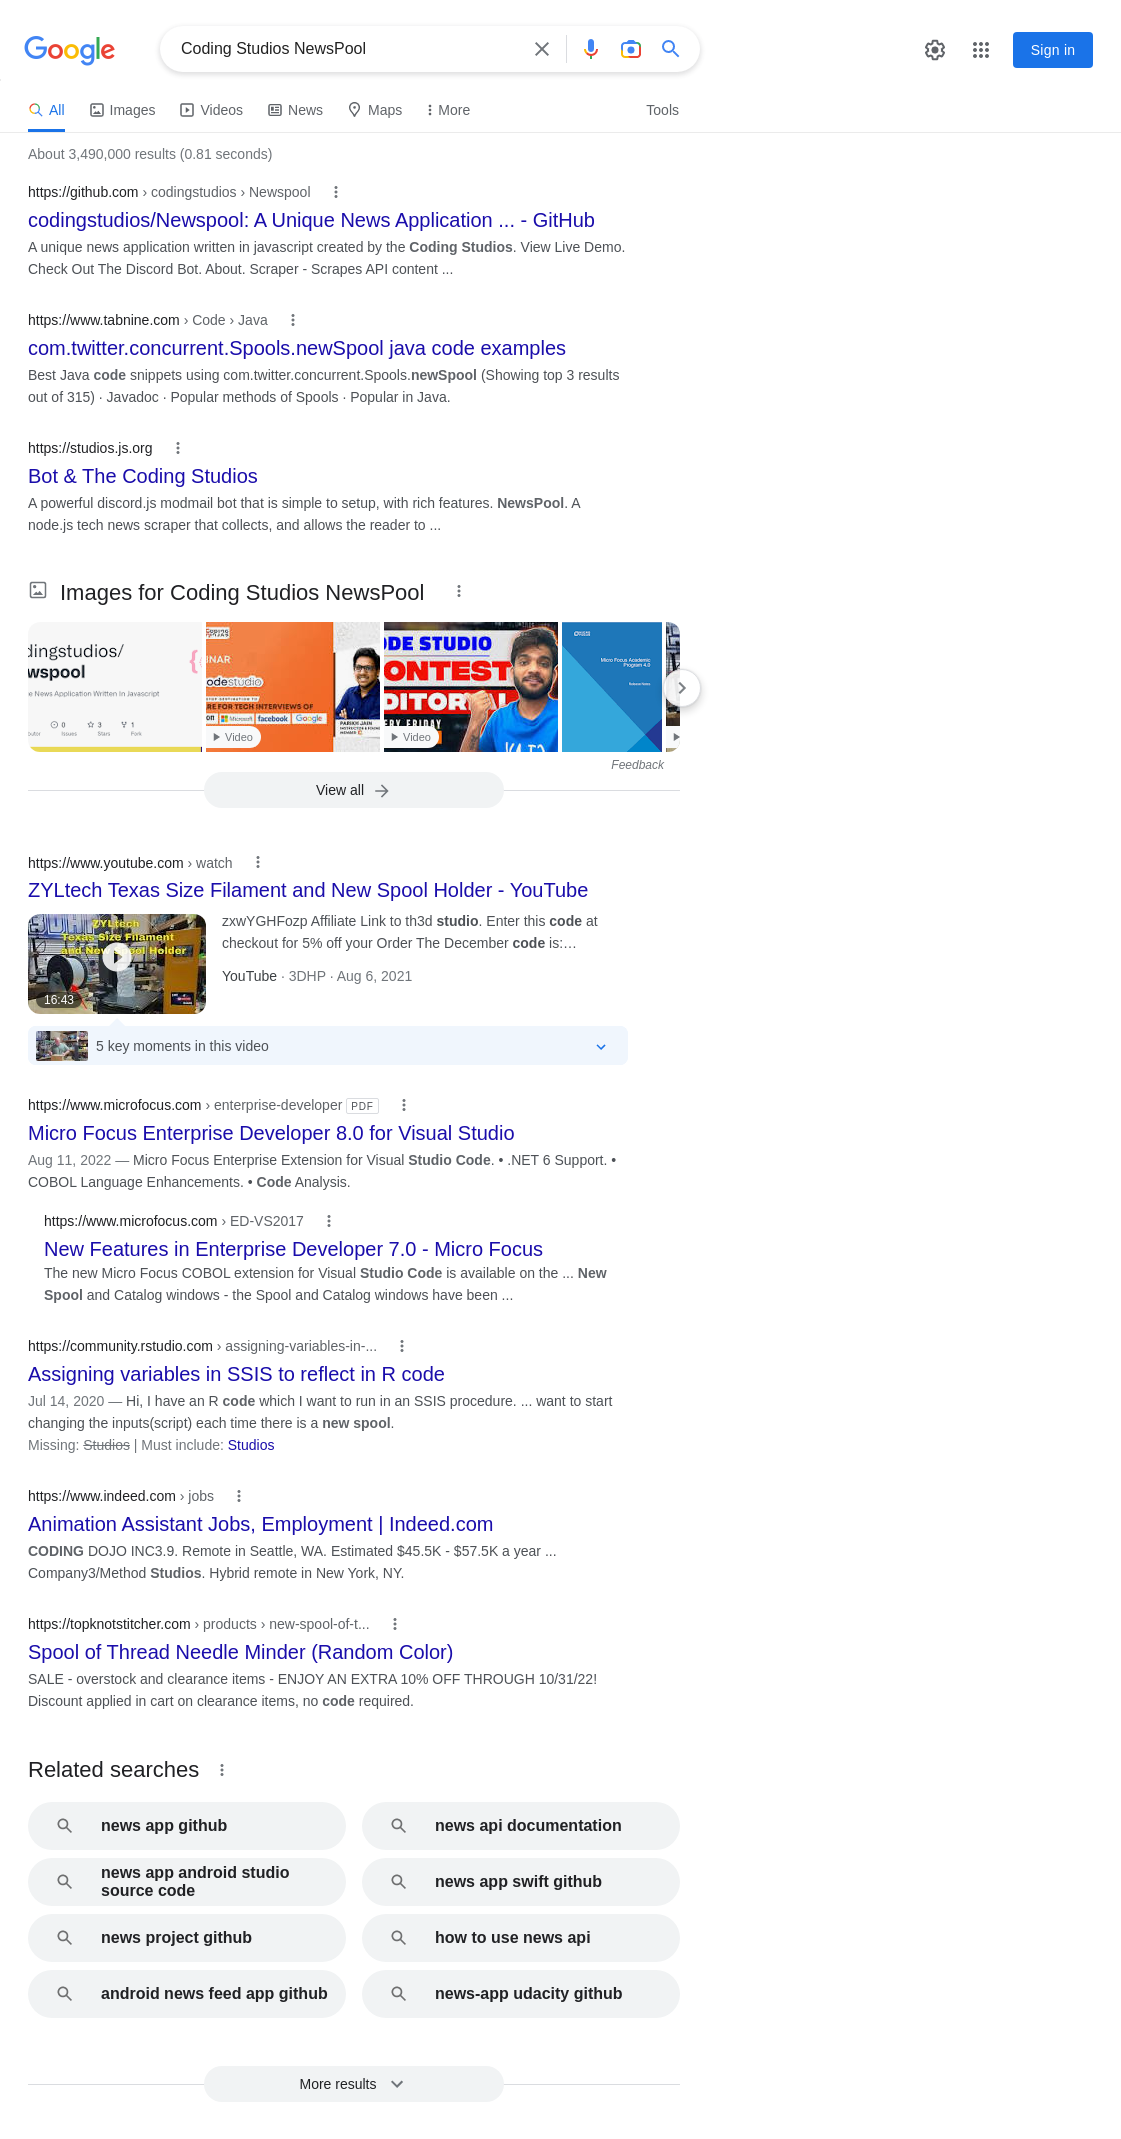 Google
Coding Studios NewsPool
Sign in
All Images Videos News Maps More Tools
About 3,490,000 results (0.81 seconds)
https://github.com › codingstudios › Newspool
codingstudios/Newspool: A Unique News Application ... - GitHub
A unique news application written in javascript created by the Coding Studios. View Live Demo.
Check Out The Discord Bot. About. Scraper - Scrapes API content ...
https://www.tabnine.com › Code › Java
com.twitter.concurrent.Spools.newSpool java code examples
Best Java code snippets using com.twitter.concurrent.Spools.newSpool (Showing top 3 results
out of 315) · Javadoc · Popular methods of Spools · Popular in Java.
https://studios.js.org
Bot & The Coding Studios
A powerful discord.js modmail bot that is simple to setup, with rich features. NewsPool. A
node.js tech news scraper that collects, and allows the reader to ...
Images for Coding Studios NewsPool
dingstudios/
wspool
e News Application Written In Javascript
0
Issues
3
Stars
1
Fork
INAR
codestudio
RE FOR TECH INTERVIEWS OF
Microsoft facebook Google
PARIKH JAIN
Video
ODE STUDIO
CONTEST
DITORIAL
RY FRIDAY
Video
Micro Focus Academic
Program 4.0
Release Notes
Feedback
View all
https://www.youtube.com › watch
ZYLtech Texas Size Filament and New Spool Holder - YouTube
ZYLtech
Texas Size Filament
and New Spool Holder
16:43
zxwYGHFozp Affiliate Link to th3d studio. Enter this code at
checkout for 5% off your Order The December code is:…
YouTube · 3DHP · Aug 6, 2021
5 key moments in this video
https://www.microfocus.com › enterprise-developer PDF
Micro Focus Enterprise Developer 8.0 for Visual Studio
Aug 11, 2022 — Micro Focus Enterprise Extension for Visual Studio Code. • .NET 6 Support. •
COBOL Language Enhancements. • Code Analysis.
https://www.microfocus.com › ED-VS2017
New Features in Enterprise Developer 7.0 - Micro Focus
The new Micro Focus COBOL extension for Visual Studio Code is available on the ... New
Spool and Catalog windows - the Spool and Catalog windows have been ...
https://community.rstudio.com › assigning-variables-in-...
Assigning variables in SSIS to reflect in R code
Jul 14, 2020 — Hi, I have an R code which I want to run in an SSIS procedure. ... want to start
changing the inputs(script) each time there is a new spool.
Missing: Studios | Must include: Studios
https://www.indeed.com › jobs
Animation Assistant Jobs, Employment | Indeed.com
CODING DOJO INC3.9. Remote in Seattle, WA. Estimated $45.5K - $57.5K a year ...
Company3/Method Studios. Hybrid remote in New York, NY.
https://topknotstitcher.com › products › new-spool-of-t...
Spool of Thread Needle Minder (Random Color)
SALE - overstock and clearance items - ENJOY AN EXTRA 10% OFF THROUGH 10/31/22!
Discount applied in cart on clearance items, no code required.
Related searches
news app github
news api documentation
news app android studio
source code
news app swift github
news project github
how to use news api
android news feed app github
news-app udacity github
More results